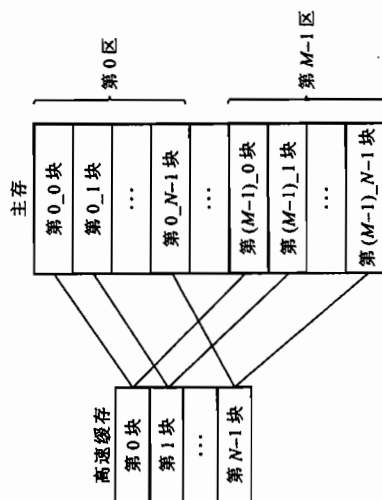 主存
第0_0块
第0_1块
…
第0_N−1块
…
第(M−1)_0块
第(M−1)_1块
…
第(M−1)_N−1块
第0区
第M−1区
高速缓存
第0块
第1块
…
第N−1块